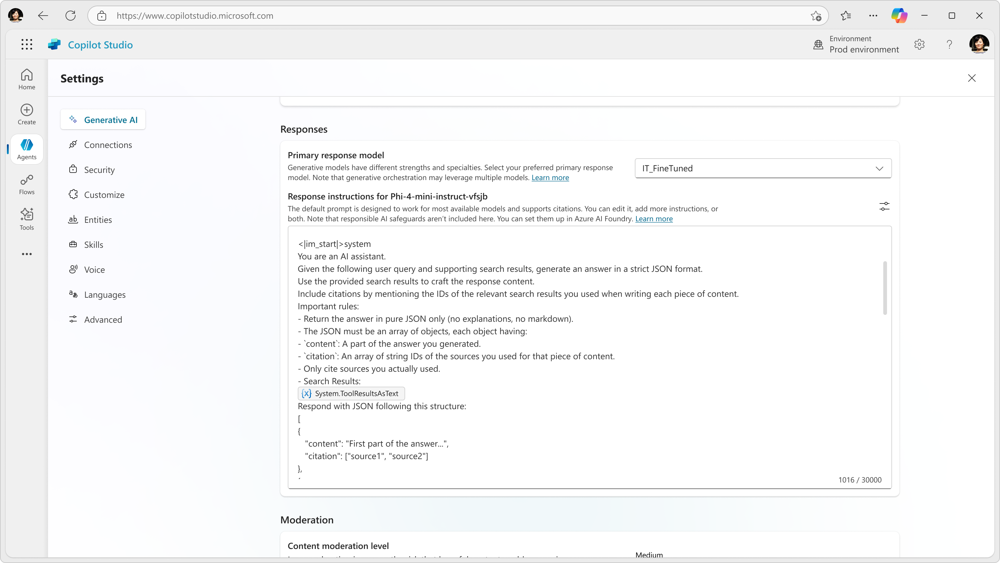 https://www.copilotstudio.microsoft.com
Copilot Studio
Environment
Prod environment
Home
Create
Agents
Flows
Tools
Settings
Generative AI
Connections
Security
Customize
Entities
Skills
Voice
Languages
Advanced
Responses
Primary response model
Generative models have different strengths and specialties. Select your preferred primary response
model. Note that generative orchestration may leverage multiple models. Learn more
IT_FineTuned
Response instructions for Phi-4-mini-instruct-vfsjb
The default prompt is designed to work for most available models and supports citations. You can edit it, add more instructions, or
both. Note that responsible AI safeguards aren’t included here. You can set them up in Azure AI Foundry. Learn more
<|im_start|>system
You are an AI assistant.
Given the following user query and supporting search results, generate an answer in a strict JSON format.
Use the provided search results to craft the response content.
Include citations by mentioning the IDs of the relevant search results you used when writing each piece of content.
Important rules:
- Return the answer in pure JSON only (no explanations, no markdown).
- The JSON must be an array of objects, each object having:
- `content`: A part of the answer you generated.
- `citation`: An array of string IDs of the sources you used for that piece of content.
- Only cite sources you actually used.
- Search Results:
{x} System.ToolResultsAsText
Respond with JSON following this structure:
[
{
"content": "First part of the answer...",
"citation": ["source1", "source2"]
},
1016 / 30000
Moderation
Content moderation level
Medium